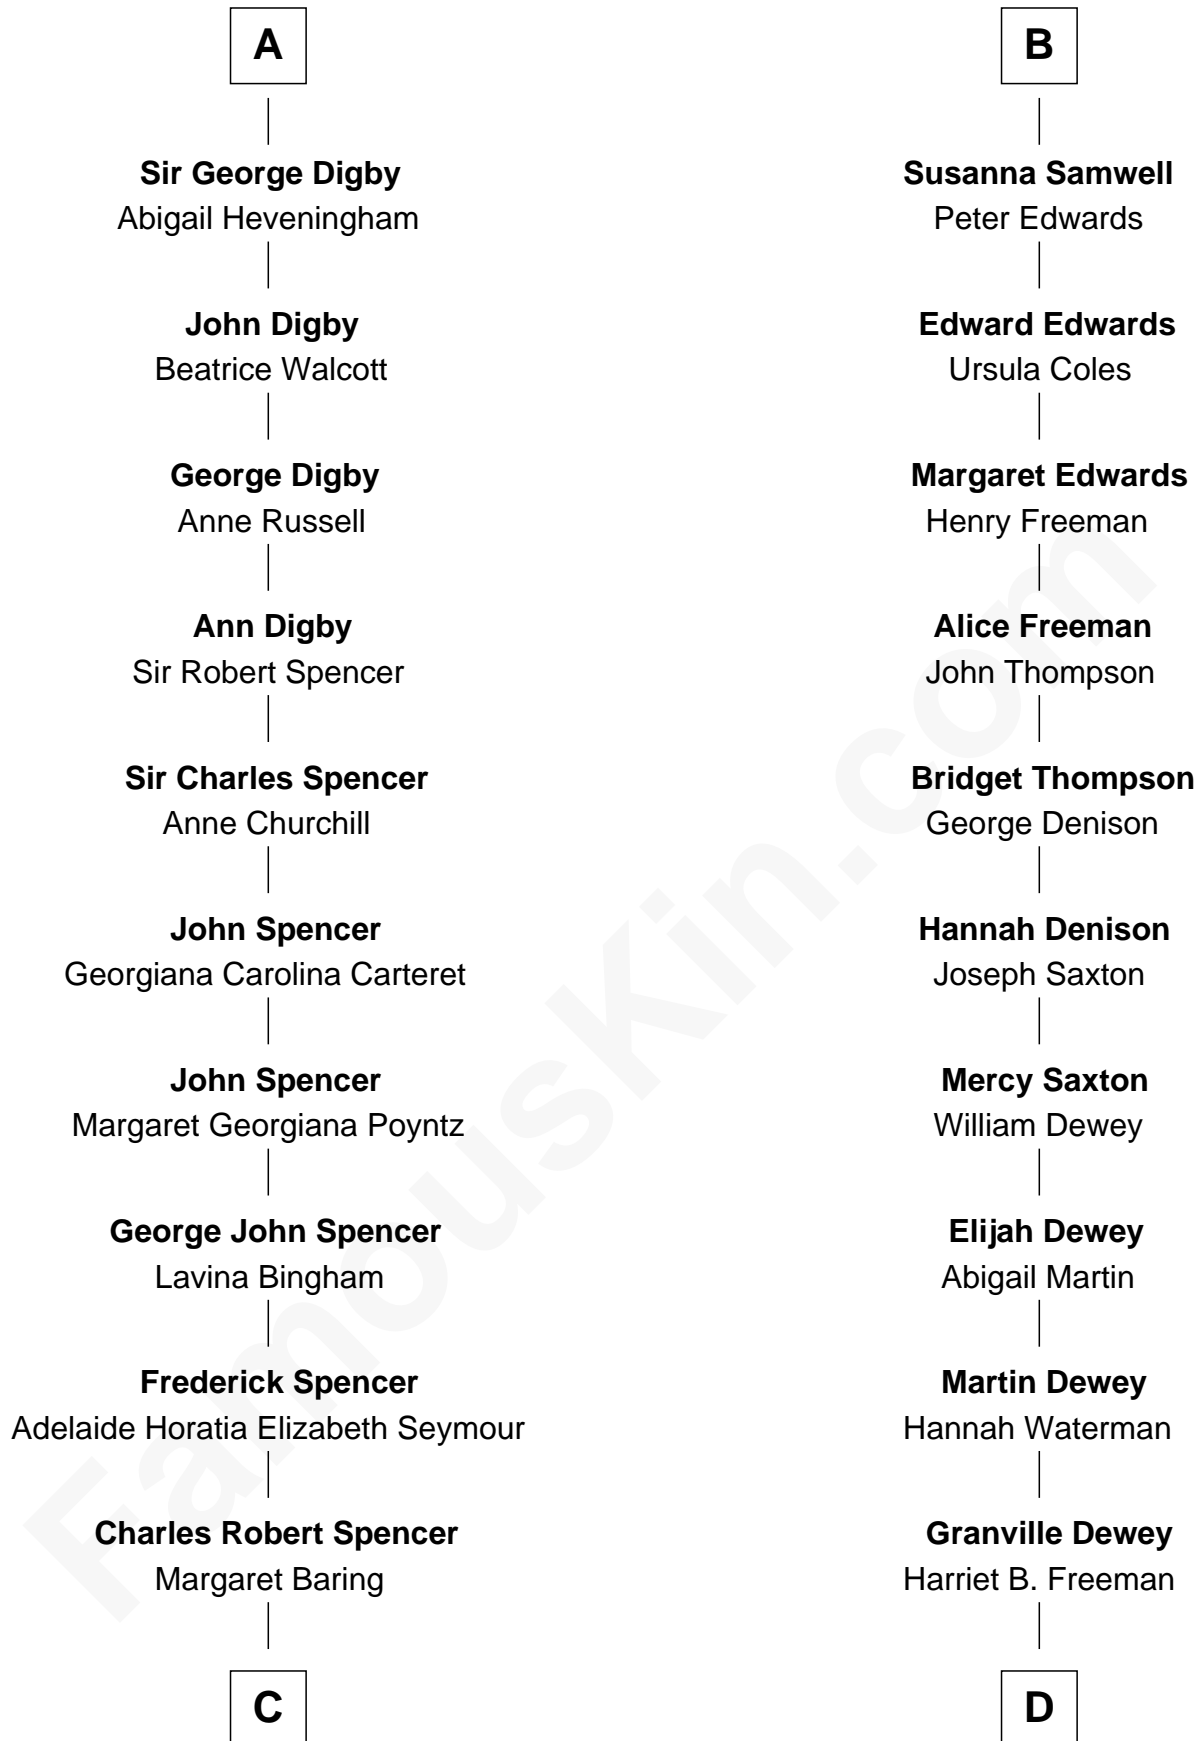 A
Sir George Digby
Abigail Heveningham
John Digby
Beatrice Walcott
George Digby
Anne Russell
Ann Digby
Sir Robert Spencer
Sir Charles Spencer
Anne Churchill
John Spencer
Georgiana Carolina Carteret
John Spencer
Margaret Georgiana Poyntz
George John Spencer
Lavina Bingham
Frederick Spencer
Adelaide Horatia Elizabeth Seymour
Charles Robert Spencer
Margaret Baring
C
B
Susanna Samwell
Peter Edwards
Edward Edwards
Ursula Coles
Margaret Edwards
Henry Freeman
Alice Freeman
John Thompson
Bridget Thompson
George Denison
Hannah Denison
Joseph Saxton
Mercy Saxton
William Dewey
Elijah Dewey
Abigail Martin
Martin Dewey
Hannah Waterman
Granville Dewey
Harriet B. Freeman
D
FamousKin.com